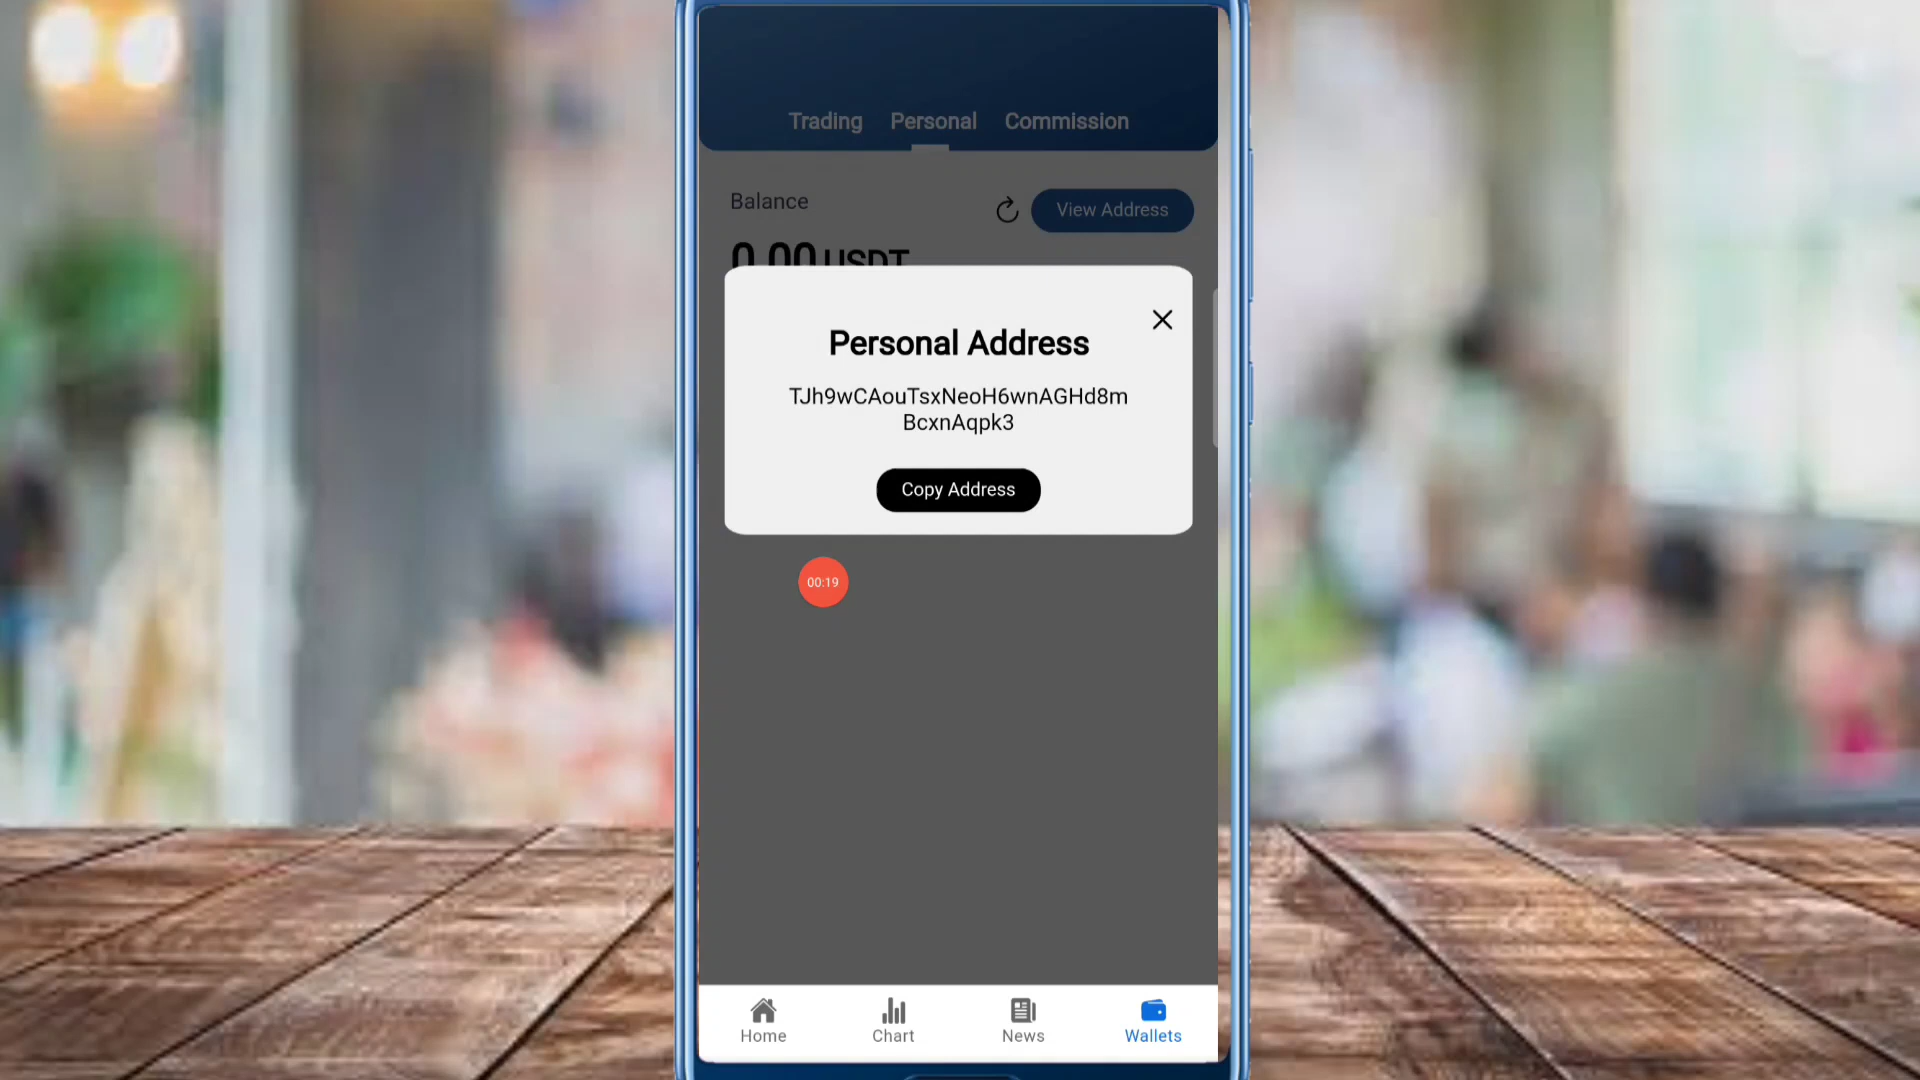 Trading Personal Commission
Balance
View Address
0.00 USDT
Personal Address
TJh9wCAouTsxNeoH6wnAGHd8m
BcxnAqpk3
Copy Address
00:19
Home Chart News Wallets